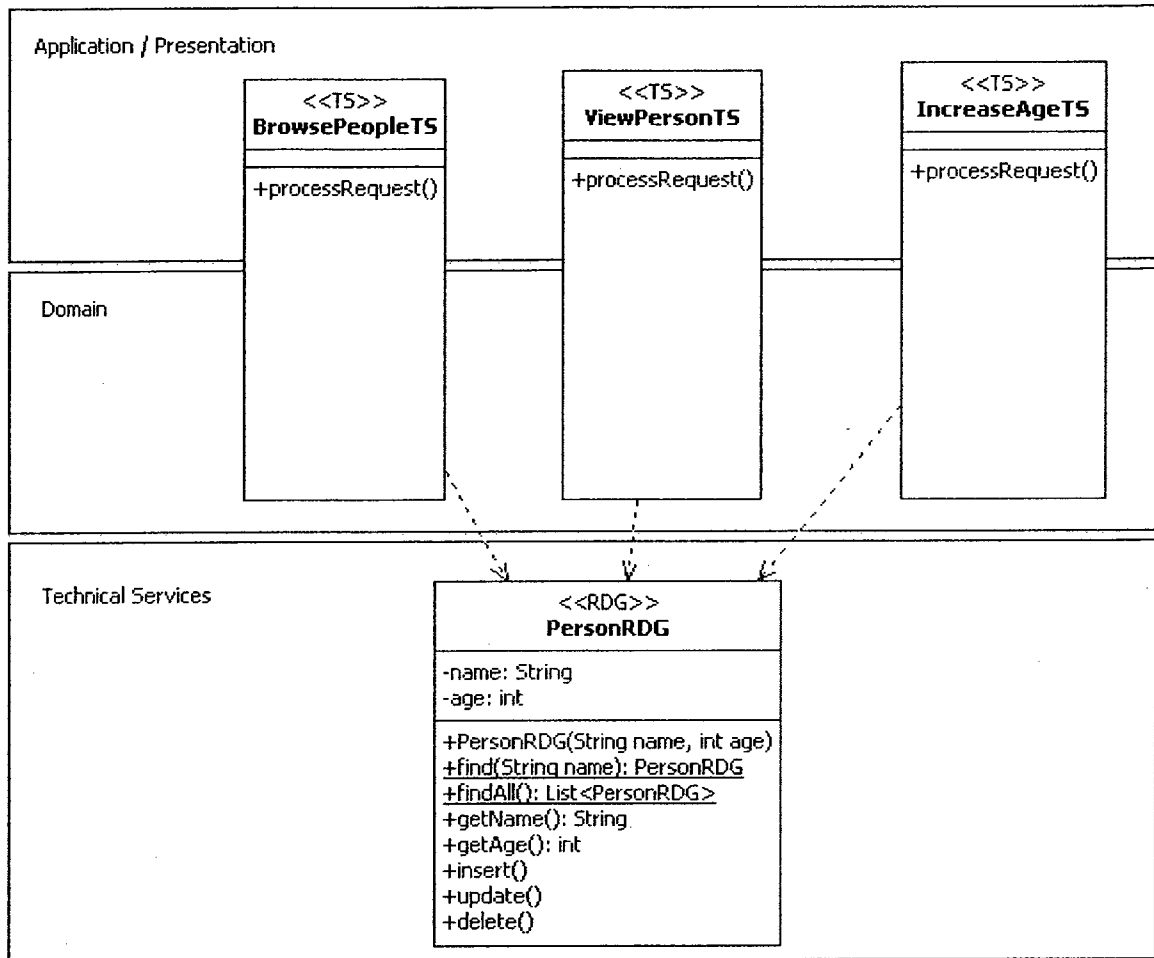 Application / Presentation
<<TS>>
BrowsePeopleTS
+processRequest()
<<TS>>
ViewPersonTS
+processRequest()
<<TS>>
IncreaseAgeTS
+processRequest()
Domain
Technical Services
<<RDG>>
PersonRDG
-name: String
-age: int
+PersonRDG(String name, int age)
+find(String name): PersonRDG
+findAll(): List<PersonRDG>
+getName(): String
+getAge(): int
+insert()
+update()
+delete()